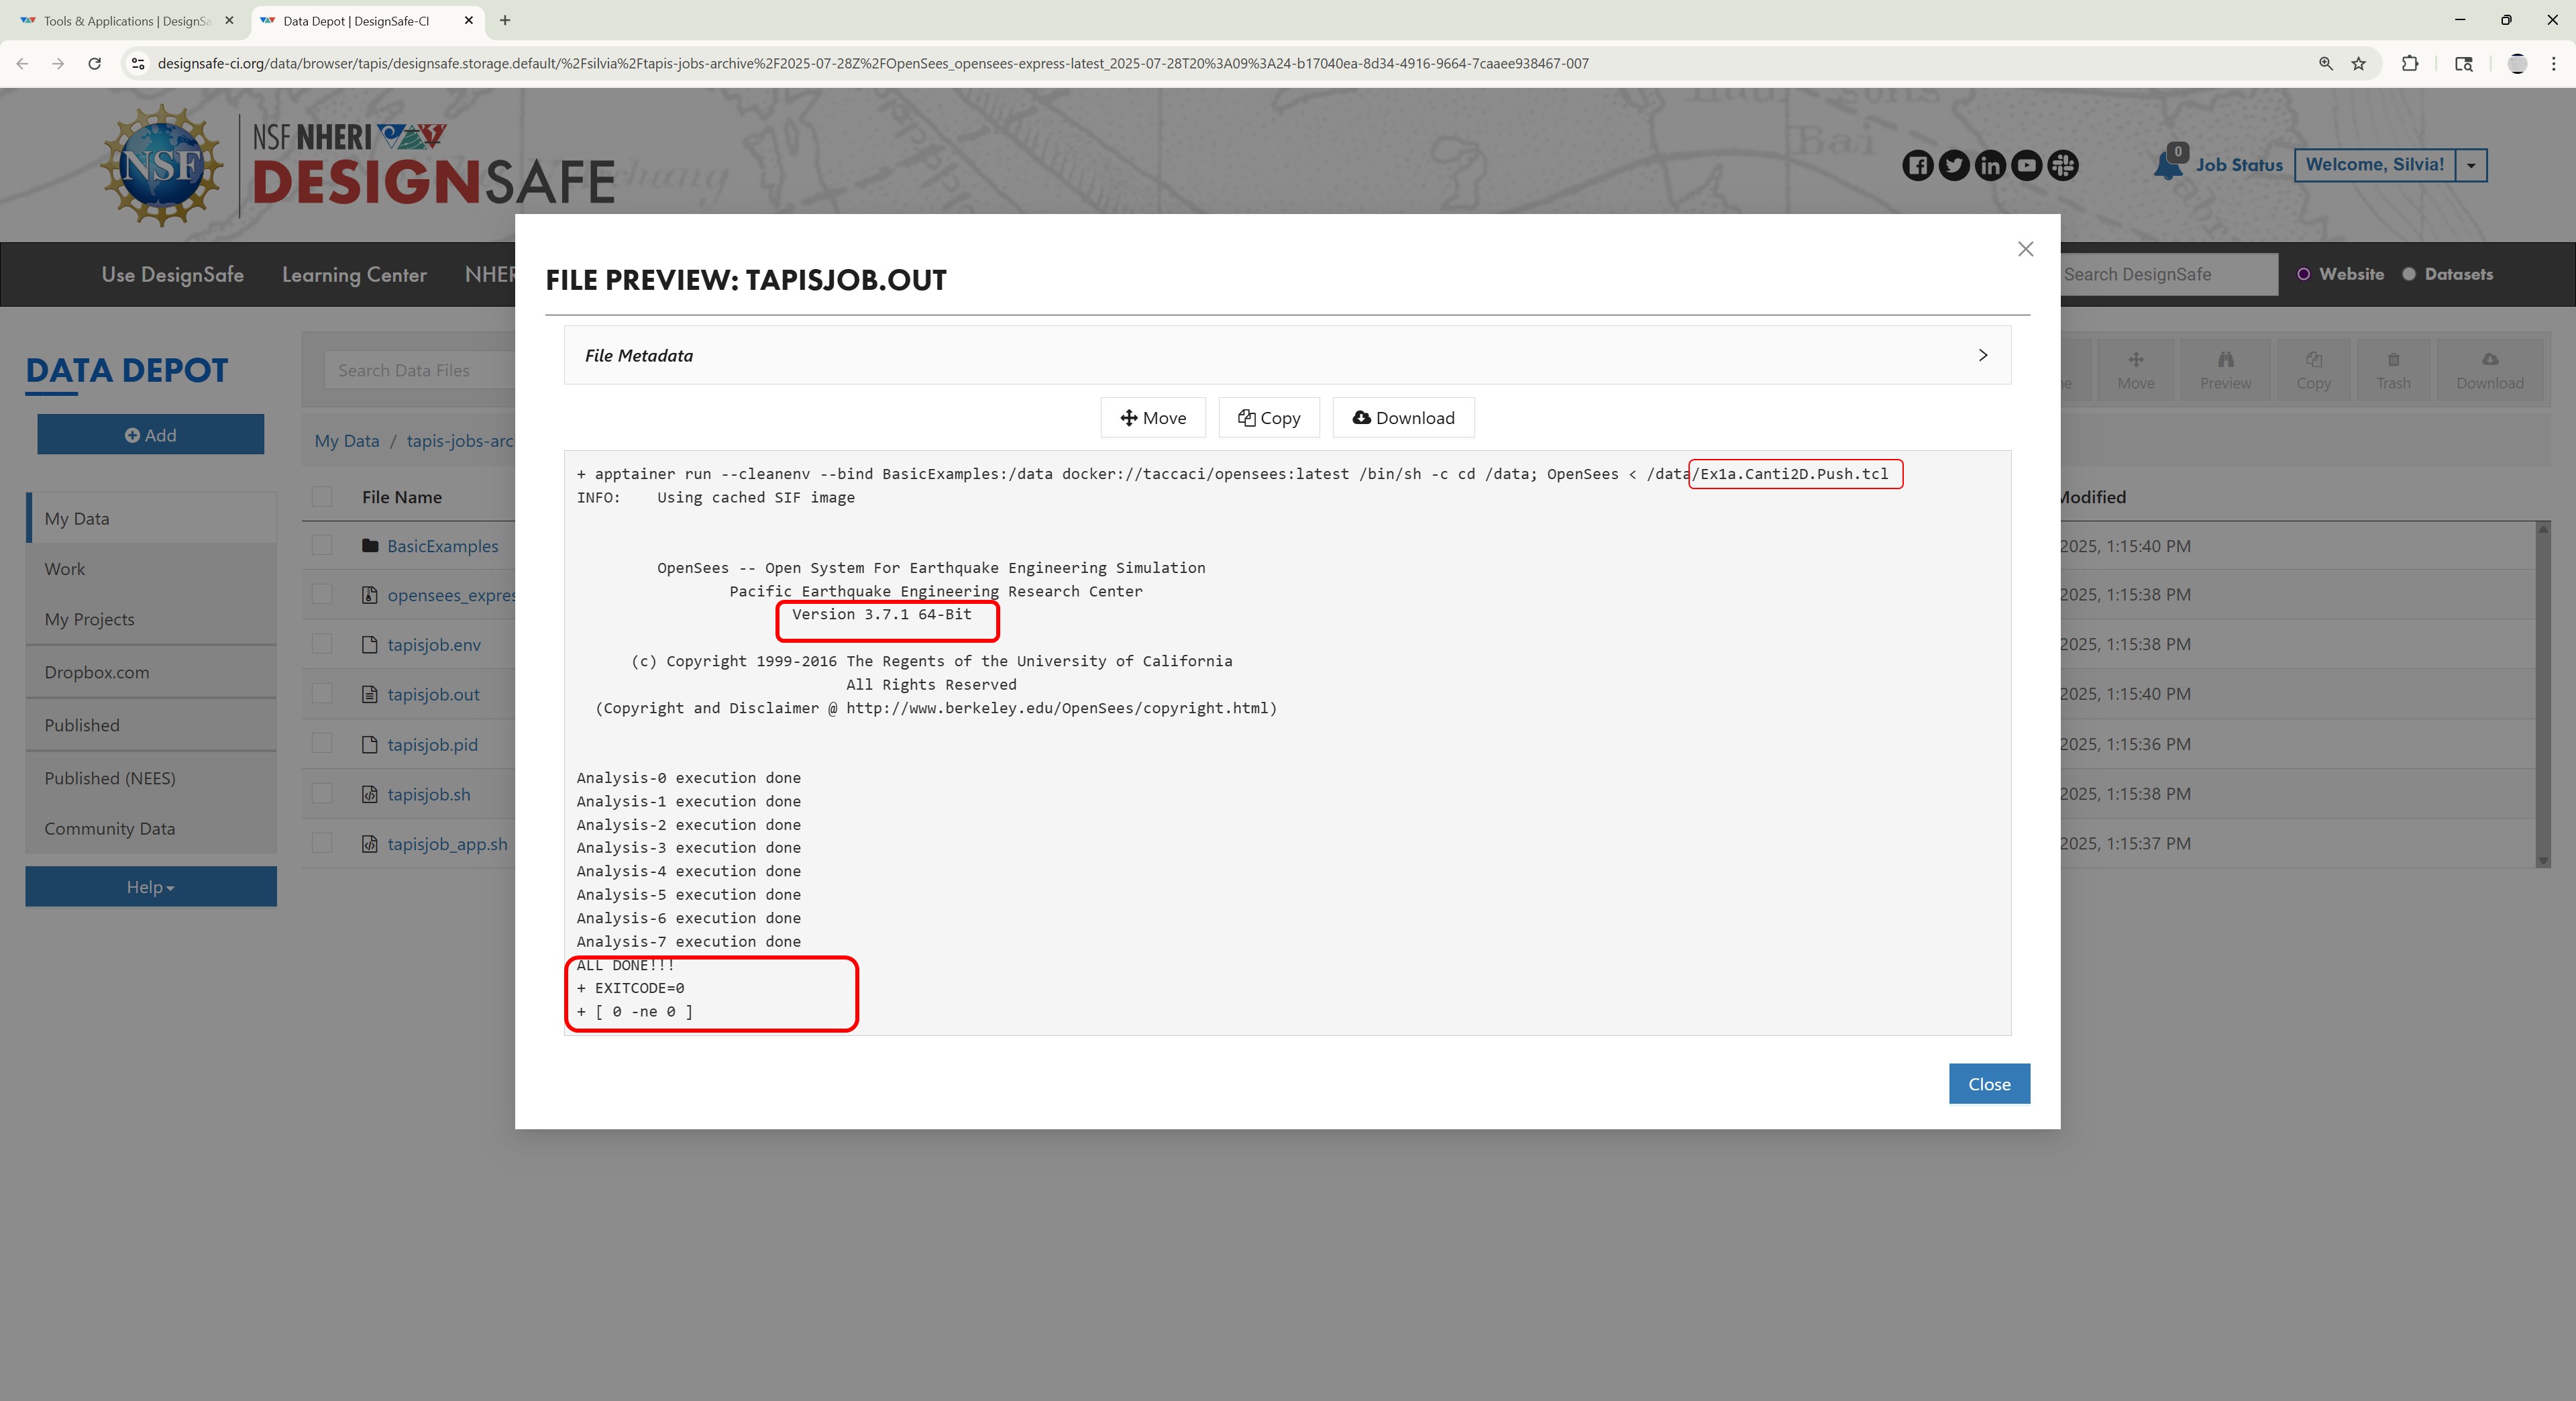 Tools & Applications | DesignSa
Data Depot | DesignSafe-CI
designsafe-ci.org/data/browser/tapis/designsafe.storage.default/%2Fsilvia%2Ftapis-jobs-archive%2F2025-07-28Z%2FOpenSees_opensees-express-latest_2025-07-28T20%3A09%3A24-b17040ea-8d34-4916-9664-7caaee938467-007
NSF
NSF NHERI
DESIGNSAFE
0
Job Status
Welcome, Silvia!
Use DesignSafe
Learning Center
NHER
Search DesignSafe
Website
Datasets
DATA DEPOT
Add
My Data
Work
My Projects
Dropbox.com
Published
Published (NEES)
Community Data
Help
Search Data Files
Move
Preview
Copy
Trash
Download
My Data / tapis-jobs-arc
File Name
Modified
BasicExamples
2025, 1:15:40 PM
opensees_expres
2025, 1:15:38 PM
tapisjob.env
2025, 1:15:38 PM
tapisjob.out
2025, 1:15:40 PM
tapisjob.pid
2025, 1:15:36 PM
tapisjob.sh
2025, 1:15:38 PM
tapisjob_app.sh
2025, 1:15:37 PM
FILE PREVIEW: TAPISJOB.OUT
File Metadata
Move
Copy
Download
+ apptainer run --cleanenv --bind BasicExamples:/data docker://taccaci/opensees:latest /bin/sh -c cd /data; OpenSees < /data/Ex1a.Canti2D.Push.tcl
INFO:    Using cached SIF image
OpenSees -- Open System For Earthquake Engineering Simulation
Pacific Earthquake Engineering Research Center
Version 3.7.1 64-Bit
(c) Copyright 1999-2016 The Regents of the University of California
All Rights Reserved
(Copyright and Disclaimer @ http://www.berkeley.edu/OpenSees/copyright.html)
Analysis-0 execution done
Analysis-1 execution done
Analysis-2 execution done
Analysis-3 execution done
Analysis-4 execution done
Analysis-5 execution done
Analysis-6 execution done
Analysis-7 execution done
ALL DONE!!!
+ EXITCODE=0
+ [ 0 -ne 0 ]
Close